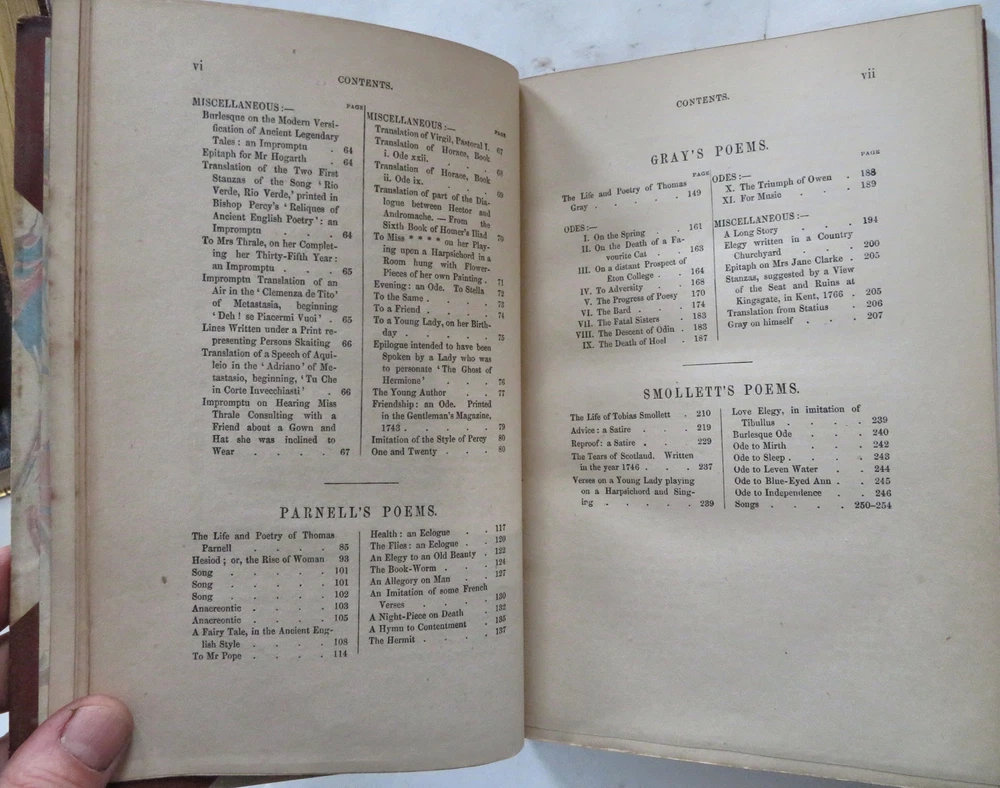 vi
CONTENTS.
MISCELLANEOUS:—
PAGE
Burlesque on the Modern Versi-
fication of Ancient Legendary
Tales: an Impromptu . 64
Epitaph for Mr Hogarth . 64
Translation of the Two First
Stanzas of the Song 'Rio
Verde, Rio Verde,' printed in
Bishop Percy's 'Reliques of
Ancient English Poetry': an
Impromptu . . . . 64
To Mrs Thrale, on her Complet-
ing her Thirty-Fifth Year:
an Impromptu . . . 65
Impromptu Translation of an
Air in the 'Clemenza de Tito'
of Metastasia, beginning
'Deh! se Piacermi Vuoi' . 65
Lines Written under a Print re-
presenting Persons Skaiting 66
Translation of a Speech of Aqui-
leio in the 'Adriano' of Me-
tastasio, beginning, 'Tu Che
in Corte Invecchiasti' . 66
Impromptu on Hearing Miss
Thrale Consulting with a
Friend about a Gown and
Hat she was inclined to
Wear . . . . . 67
MISCELLANEOUS:—
PAGE
Translation of Virgil, Pastoral I. 67
Translation of Horace, Book
i. Ode xxii. . . . . 68
Translation of Horace, Book
ii. Ode ix. . . . . 69
Translation of part of the Dia-
logue between Hector and
Andromache.—From the
Sixth Book of Homer's Iliad 70
To Miss * * * * on her Play-
ing upon a Harpsichord in a
Room hung with Flower-
Pieces of her own Painting . 71
Evening: an Ode. To Stella 72
To the Same . . . . 73
To a Friend . . . . 74
To a Young Lady, on her Birth-
day . . . . . . 75
Epilogue intended to have been
Spoken by a Lady who was
to personate 'The Ghost of
Hermione' . . . 76
The Young Author . . 77
Friendship: an Ode. Printed
in the Gentleman's Magazine,
1743 . . . . . 79
Imitation of the Style of Percy 80
One and Twenty . . . 80
PARNELL'S POEMS.
The Life and Poetry of Thomas
Parnell . . . . 85
Hesiod; or, the Rise of Woman 93
Song . . . . . 101
Song . . . . . 101
Song . . . . . 102
Anacreontic . . . . 103
Anacreontic . . . . 105
A Fairy Tale, in the Ancient Eng-
lish Style . . . . 108
To Mr Pope . . . . 114
Health: an Eclogue . . 117
The Flies: an Eclogue . . 120
An Elegy to an Old Beauty . 122
The Book-Worm . . . 124
An Allegory on Man . . 127
An Imitation of some French
Verses . . . . 130
A Night-Piece on Death . 132
A Hymn to Contentment . 135
The Hermit . . . . 137
vii
CONTENTS.
GRAY'S POEMS.
PAGE
The Life and Poetry of Thomas
Gray . . . . . . 149
ODES:—
I. On the Spring . 161
II. On the Death of a Fa-
vourite Cat . . 163
III. On a distant Prospect of
Eton College . . 164
IV. To Adversity . . 168
V. The Progress of Poesy 170
VI. The Bard . . . 174
VII. The Fatal Sisters . 183
VIII. The Descent of Odin . 183
IX. The Death of Hoel . 187
PAGE
ODES:—
X. The Triumph of Owen . 188
XI. For Music . . 189
MISCELLANEOUS:—
A Long Story . . . 194
Elegy written in a Country
Churchyard . . . 200
Epitaph on Mrs Jane Clarke . 205
Stanzas, suggested by a View
of the Seat and Ruins at
Kingsgate, in Kent, 1766 . 205
Translation from Statius . 206
Gray on himself . . . 207
SMOLLETT'S POEMS.
The Life of Tobias Smollett . 210
Advice: a Satire . . . 219
Reproof: a Satire . . . 229
The Tears of Scotland. Written
in the year 1746 . . . 237
Verses on a Young Lady playing
on a Harpsichord and Sing-
ing . . . . . 239
Love Elegy, in imitation of
Tibullus . . . . 239
Burlesque Ode . . . 240
Ode to Mirth . . . 242
Ode to Sleep . . . . 243
Ode to Leven Water . . 244
Ode to Blue-Eyed Ann . . 245
Ode to Independence . . 246
Songs . . . . 250-254